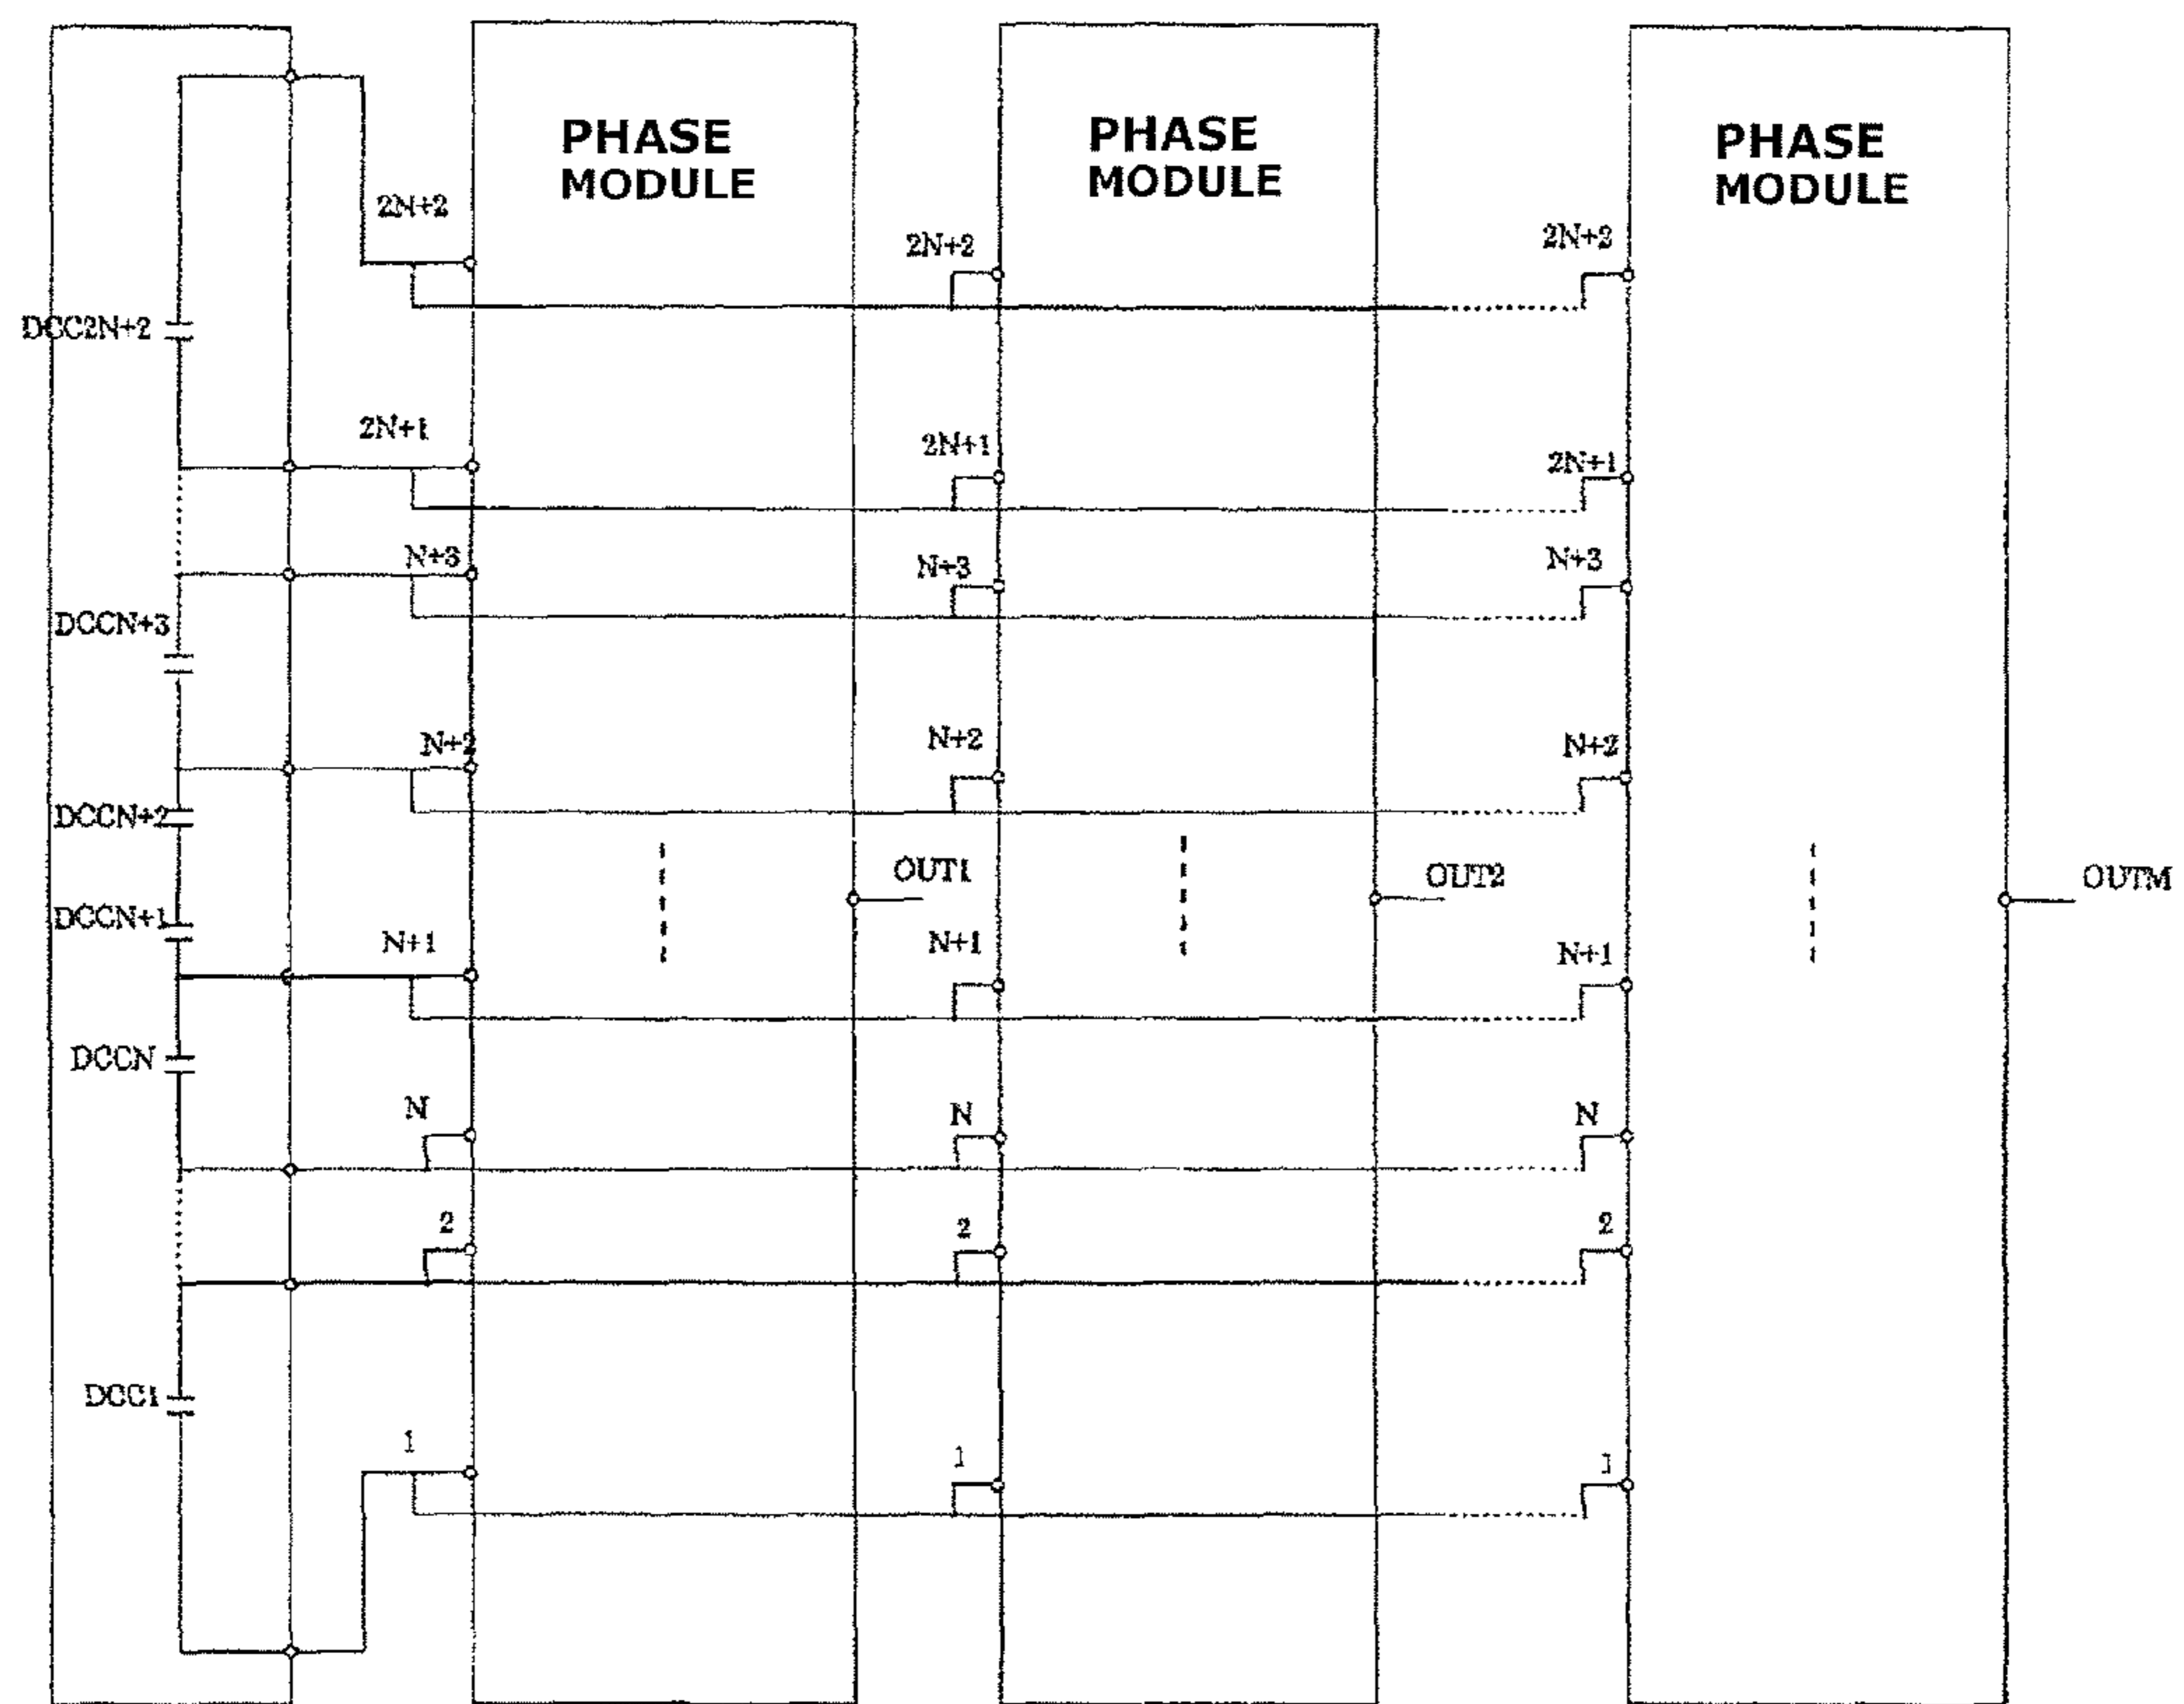 PHASE
MODULE
PHASE
MODULE
PHASE
MODULE
2N+2
2N+2
2N+2
DCC2N+2
2N+1
2N+1
2N+1
N+3
N+3
N+3
DCCN+3
N+2
N+2
N+2
DCCN+2
OUT1
OUT2
OUTM
DCCN+1
N+1
N+1
N+1
DCCN
N
N
N
2
2
2
DCC1
1
1
1